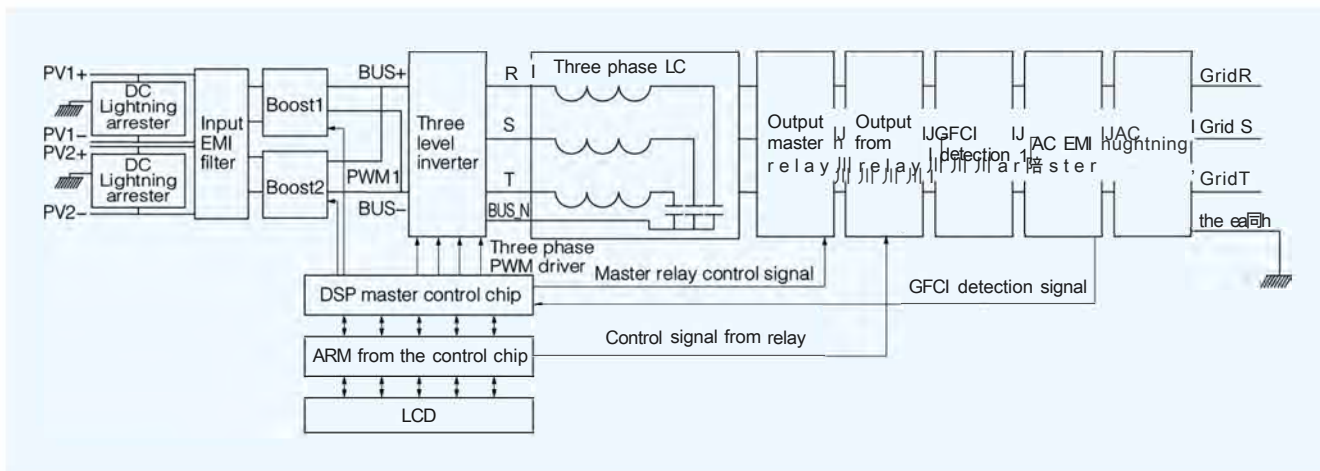 PV1+
DC
Lightning
arrester
PV1−
PV2+
DC
Lightning
arrester
PV2−
Input
EMI
filter
Boost1
Boost2
BUS+
PWM1
BUS−
Three
level
inverter
R
S
T
BUS_N
Three phase LC
Three phase
PWM driver
Output
master
relay
Output
from
relay
GFCI
detection
AC EMI
AC
GridR
Grid S
GridT
the
Master relay control signal
GFCI detection signal
DSP master control chip
Control signal from relay
ARM from the control chip
LCD